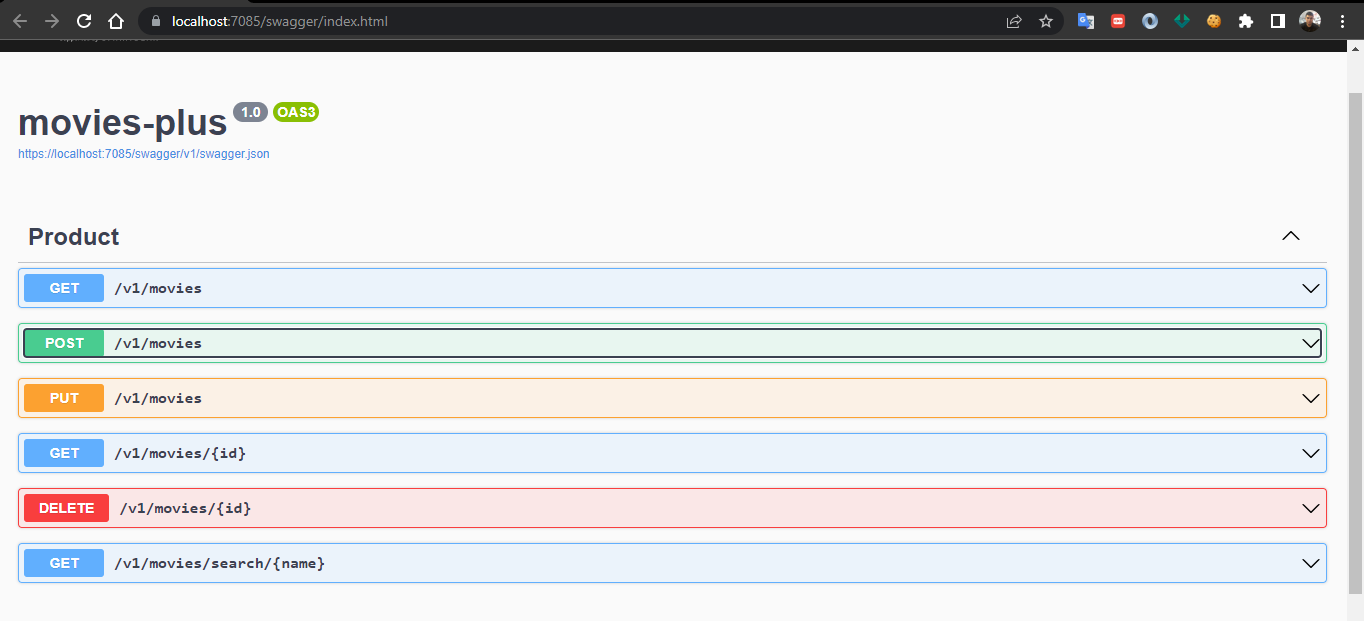 localhost:7085/swagger/index.html
movies-plus 1.0 OAS3
https://localhost:7085/swagger/v1/swagger.json
Product
GET /v1/movies
POST /v1/movies
PUT /v1/movies
GET /v1/movies/{id}
DELETE /v1/movies/{id}
GET /v1/movies/search/{name}